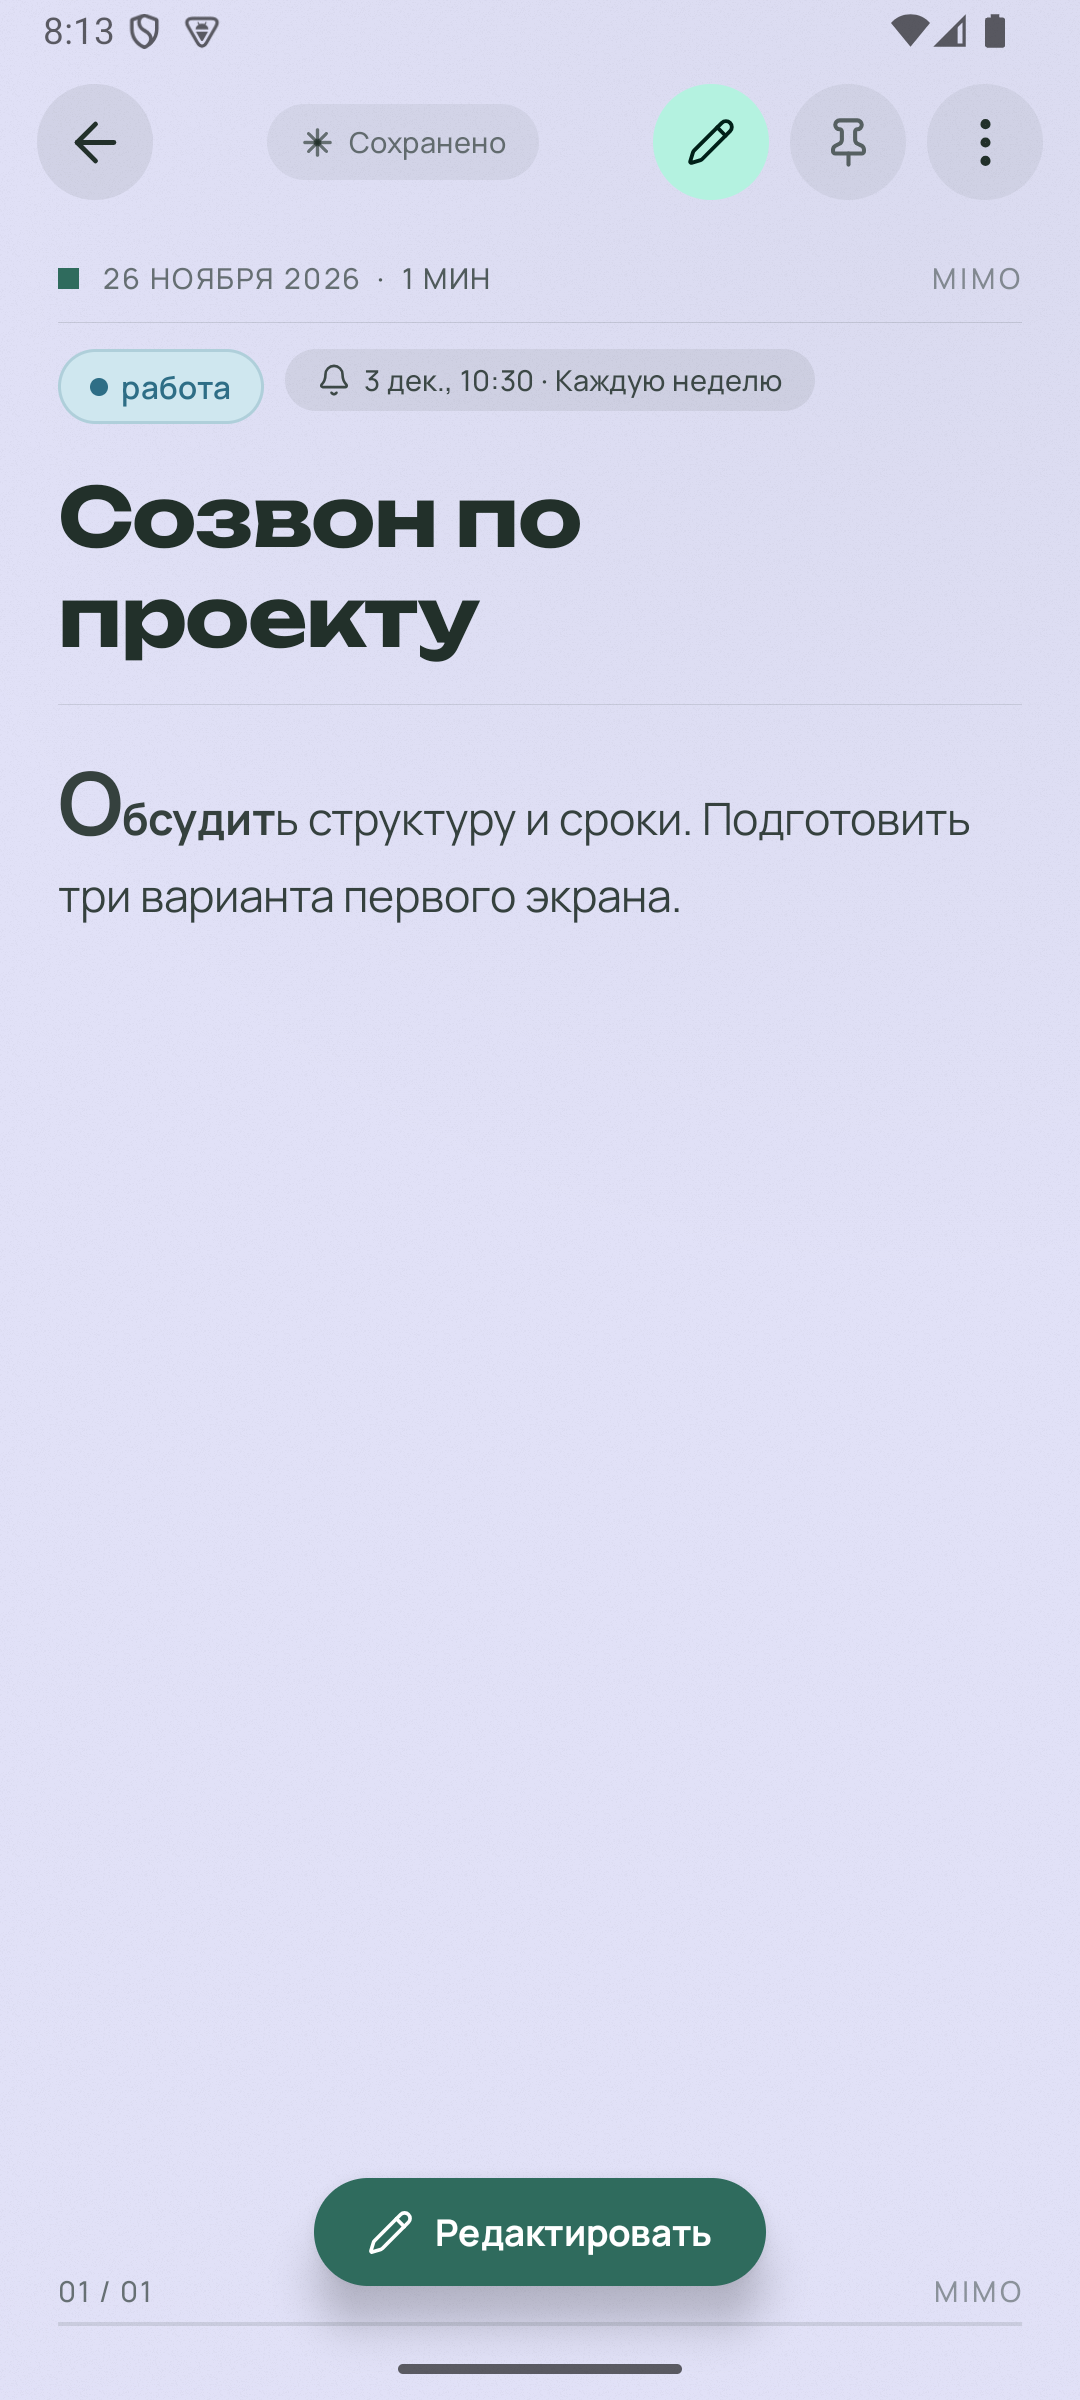 8:13
Сохранено
26 НОЯБРЯ 2026 · 1 МИН
MIMO
работа
3 дек., 10:30 · Каждую неделю
Созвон по
проекту
Обсудить структуру и сроки. Подготовить
три варианта первого экрана.
Редактировать
01 / 01
MIMO